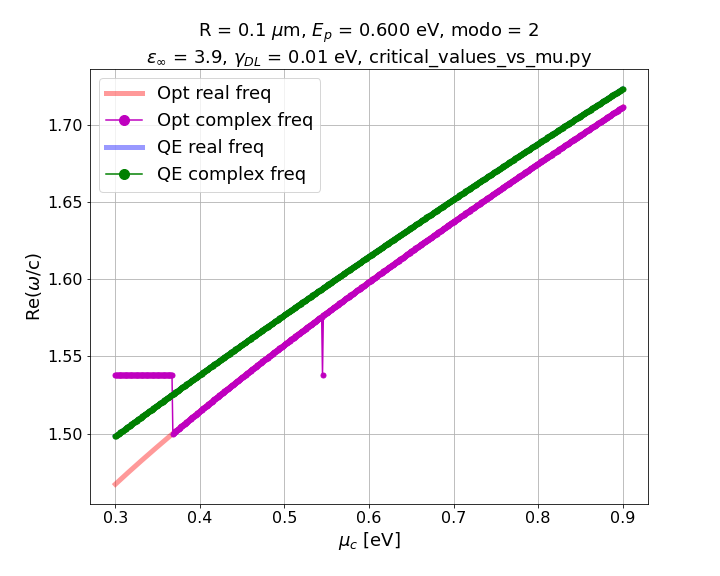 R = 0.1 μm, E_p = 0.600 eV, modo = 2
ε_∞ = 3.9, γ_DL = 0.01 eV, critical_values_vs_mu.py
Opt real freq
Opt complex freq
QE real freq
QE complex freq
Re(ω/c)
1.70
1.65
1.60
1.55
1.50
0.3 0.4 0.5 0.6 0.7 0.8 0.9
μ_c [eV]